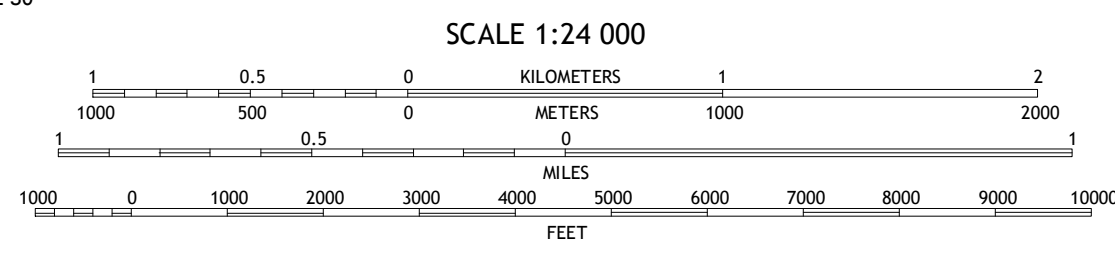 SCALE 1:24 000
1 0.5 0 KILOMETERS 1 2
1000 500 0 METERS 1000 2000
1 0.5 0 1
MILES
1000 0 1000 2000 3000 4000 5000 6000 7000 8000 9000 10000
FEET